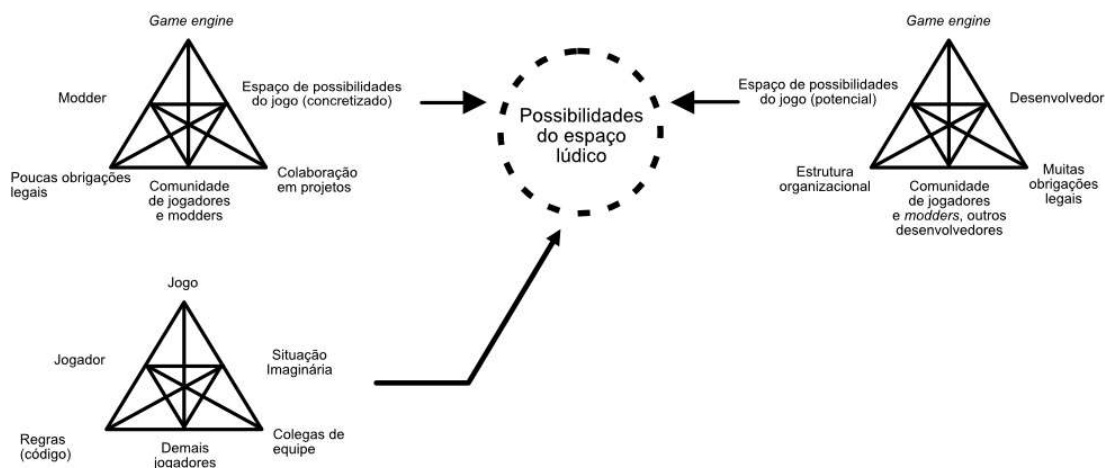 Game engine
Modder
Espaço de possibilidades
do jogo (concretizado)
Poucas obrigações
legais
Comunidade
de jogadores
e modders
Colaboração
em projetos
Possibilidades
do espaço
lúdico
Game engine
Espaço de possibilidades
do jogo (potencial)
Desenvolvedor
Estrutura
organizacional
Comunidade
de jogadores
e modders, outros
desenvolvedores
Muitas
obrigações
legais
Jogo
Jogador
Situação
Imaginária
Regras
(código)
Demais
jogadores
Colegas de
equipe